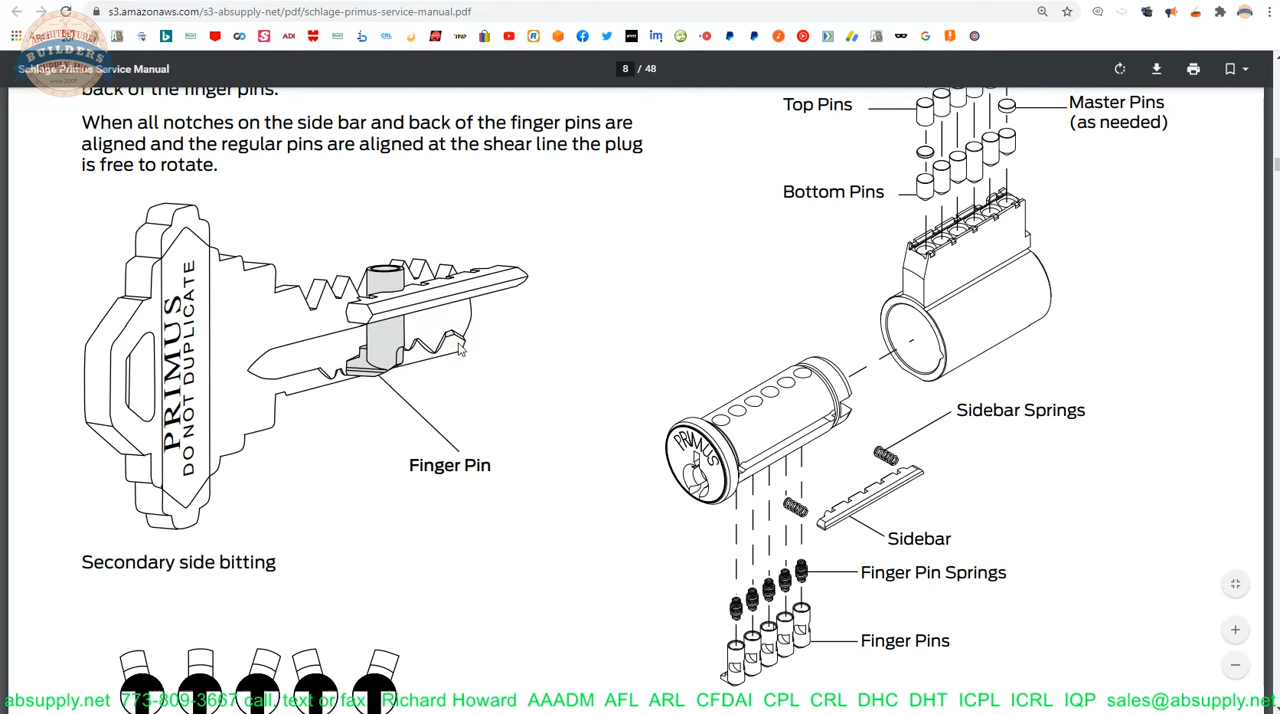 s3.amazonaws.com/s3-absupply-net/pdf/schlage-primus-service-manual.pdf
ARCHITECTURAL
BUILDERS
SUPPLY INC.
Schlage Primus Service Manual
8 / 48
back of the finger pins.
When all notches on the side bar and back of the finger pins are
aligned and the regular pins are aligned at the shear line the plug
is free to rotate.
PRIMUS
DO NOT DUPLICATE
Finger Pin
Secondary side bitting
Top Pins
Master Pins
(as needed)
Bottom Pins
PRIMUS
Sidebar Springs
Sidebar
Finger Pin Springs
Finger Pins
absupply.net 773-809-3667 call, text or fax Richard Howard AAADM AFL ARL CFDAI CPL CRL DHC DHT ICPL ICRL IQP sales@absupply.net